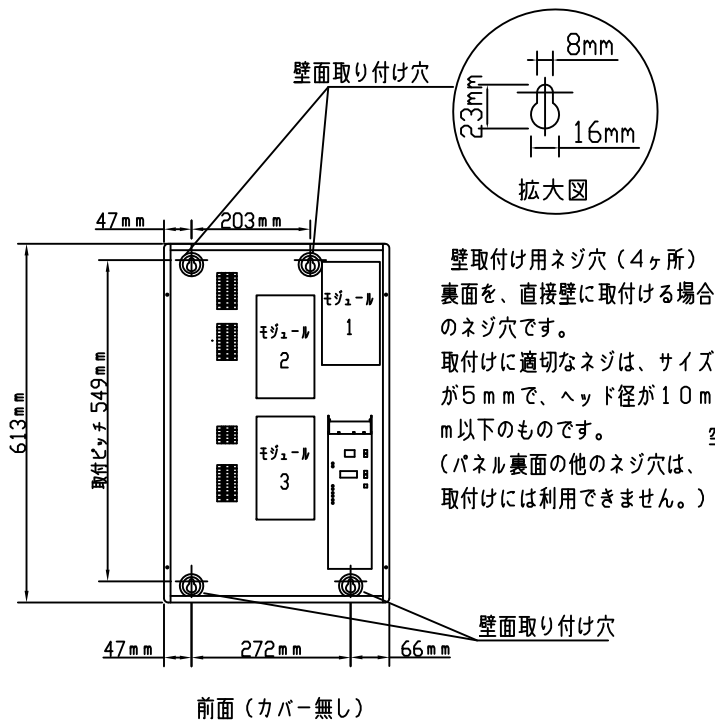 8mm
壁面取り付け穴
23mm
16mm
拡大図
47mm
203mm
壁取付け用ネジ穴(4ヶ所)
裏面を、直接壁に取付ける場合
のネジ穴です。
取付けに適切なネジは、サイズ
が5mmで、ヘッド径が10m
m以下のものです。
(パネル裏面の他のネジ穴は、
取付けには利用できません。)
モジュール
1
モジュール
2
モジュール
3
613mm
取付ピッチ 549mm
壁面取り付け穴
47mm
272mm
66mm
前面(カバー無し)